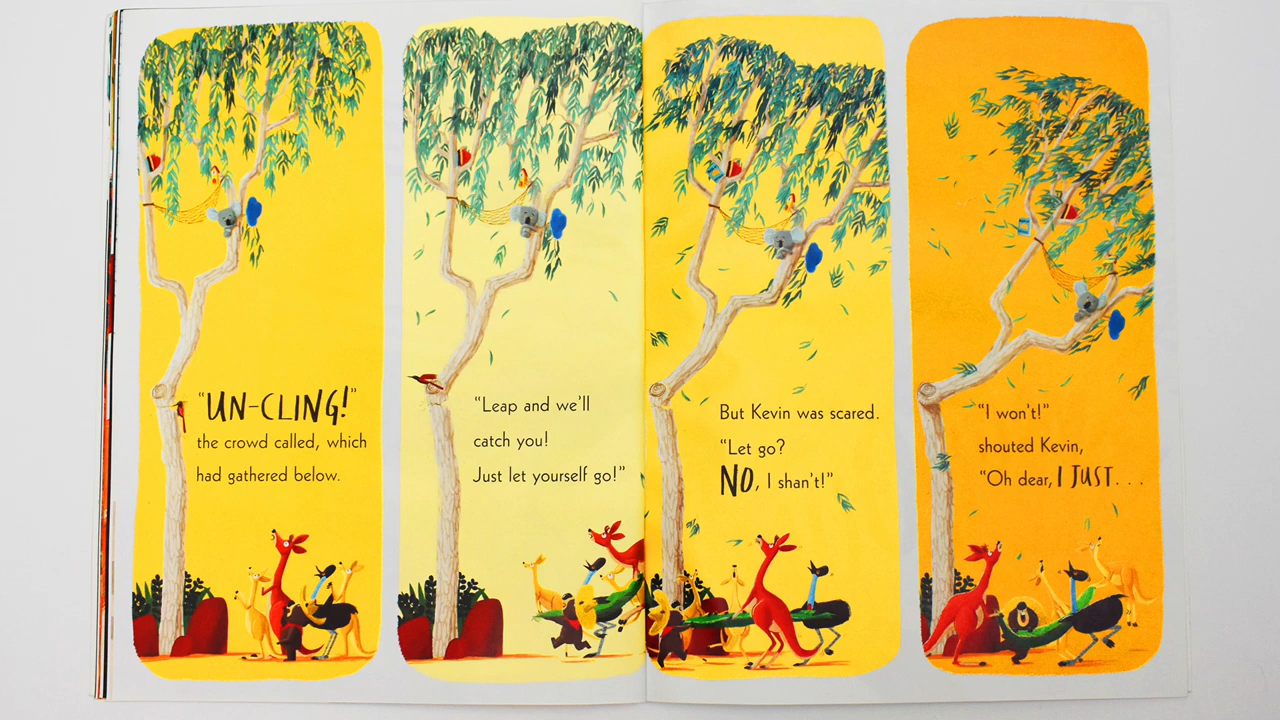 “UN-CLING!”
the crowd called, which
had gathered below.
“Leap and we’ll
catch you!
Just let yourself go!”
But Kevin was scared.
“Let go?
NO, I shan’t!”
“I won’t!”
shouted Kevin,
“Oh dear, I JUST. . .